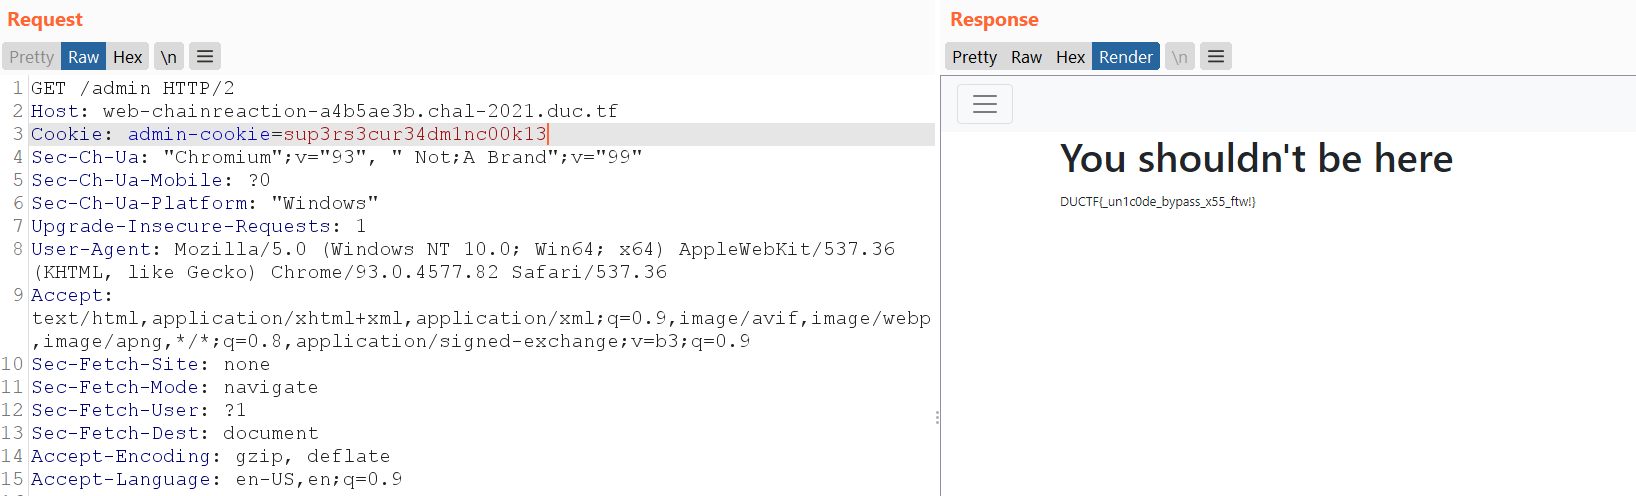 Request
Pretty Raw Hex \n
1 GET /admin HTTP/2
2 Host: web-chainreaction-a4b5ae3b.chal-2021.duc.tf
3 Cookie: admin-cookie=sup3rs3cur34dm1nc00k13
4 Sec-Ch-Ua: "Chromium";v="93", " Not;A Brand";v="99"
5 Sec-Ch-Ua-Mobile: ?0
6 Sec-Ch-Ua-Platform: "Windows"
7 Upgrade-Insecure-Requests: 1
8 User-Agent: Mozilla/5.0 (Windows NT 10.0; Win64; x64) AppleWebKit/537.36
(KHTML, like Gecko) Chrome/93.0.4577.82 Safari/537.36
9 Accept:
text/html,application/xhtml+xml,application/xml;q=0.9,image/avif,image/webp
,image/apng,*/*;q=0.8,application/signed-exchange;v=b3;q=0.9
10 Sec-Fetch-Site: none
11 Sec-Fetch-Mode: navigate
12 Sec-Fetch-User: ?1
13 Sec-Fetch-Dest: document
14 Accept-Encoding: gzip, deflate
15 Accept-Language: en-US,en;q=0.9
Response
Pretty Raw Hex Render \n
You shouldn't be here
DUCTF{_un1c0de_bypass_x55_ftw!}